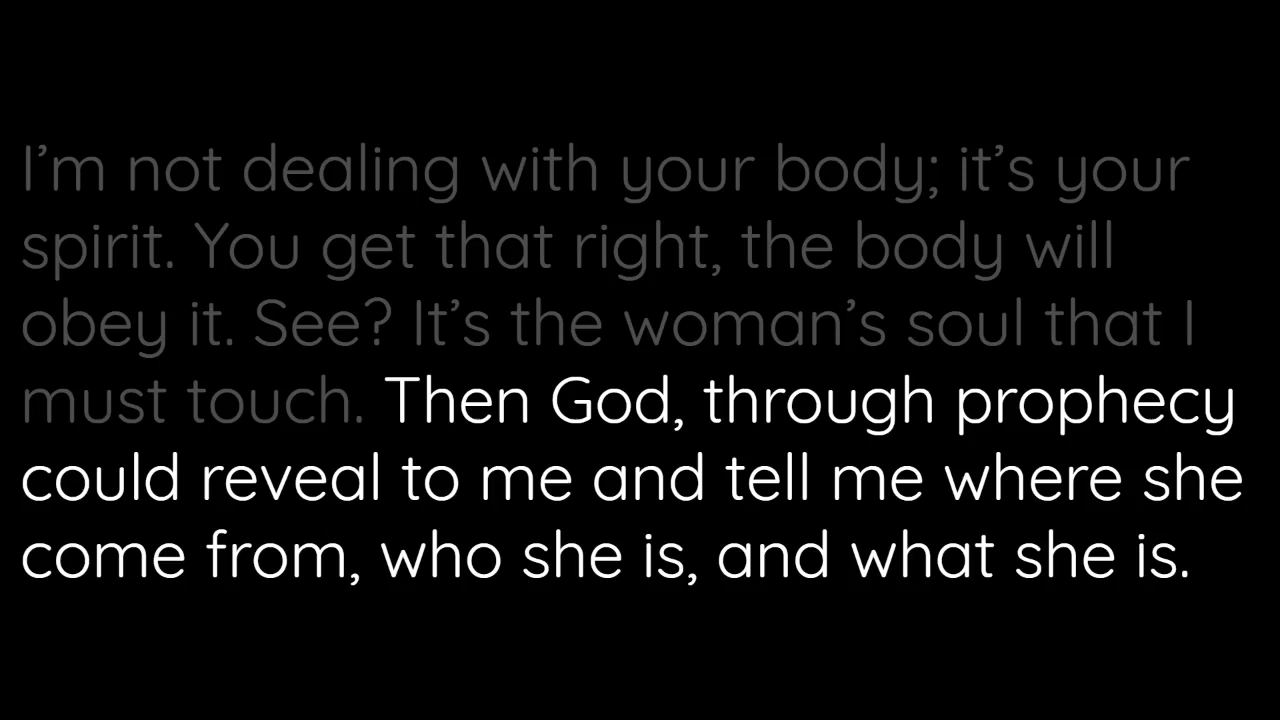 I’m not dealing with your body; it’s your
spirit. You get that right, the body will
obey it. See? It’s the woman’s soul that I
must touch. Then God, through prophecy
could reveal to me and tell me where she
come from, who she is, and what she is.